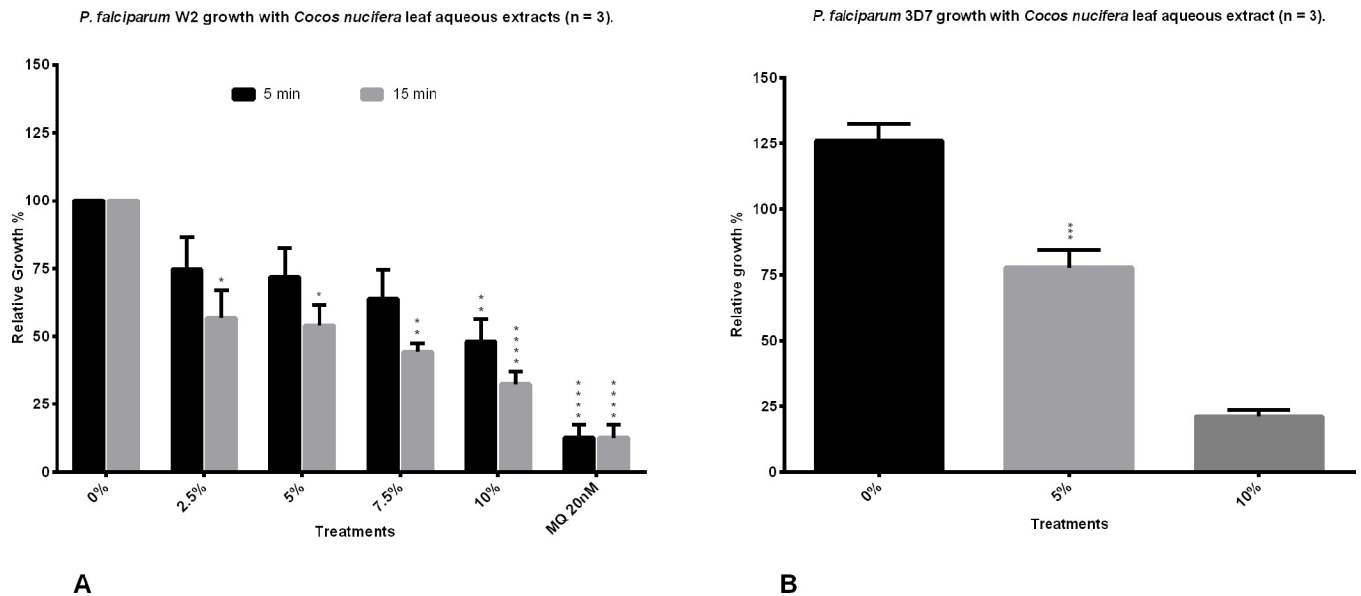 P. falciparum W2 growth with Cocos nucifera leaf aqueous extracts (n = 3).
150
125
100
75
50
25
0
Relative Growth %
5 min
15 min
*
*
**
**
****
****
****
0%
2.5%
5%
7.5%
10%
MQ 20nM
Treatments
A
P. falciparum 3D7 growth with Cocos nucifera leaf aqueous extract (n = 3).
150
125
100
75
50
25
0
Relative growth %
***
0%
5%
10%
Treatments
B